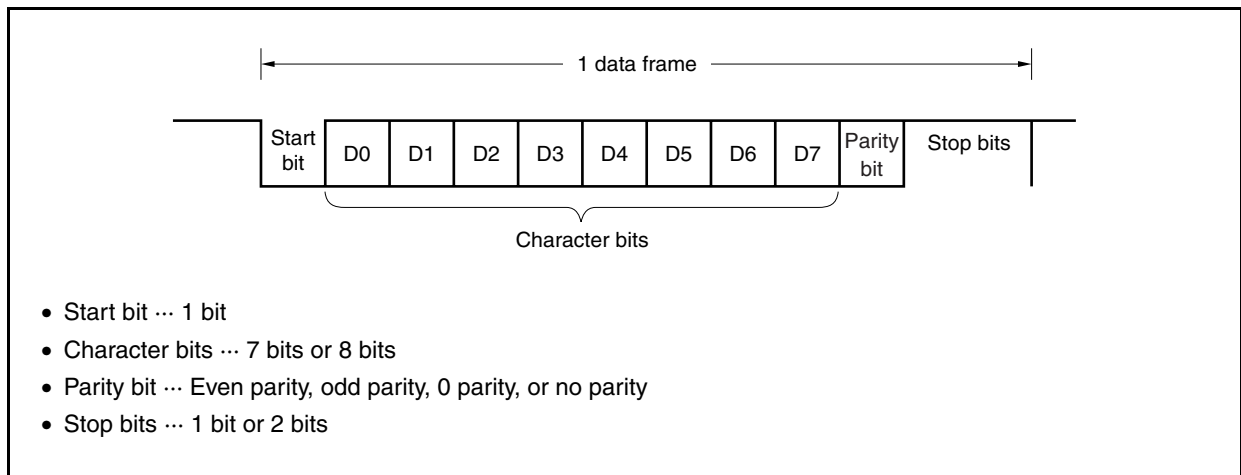 1 data frame
Start bit D0 D1 D2 D3 D4 D5 D6 D7 Parity bit Stop bits
Character bits
• Start bit ··· 1 bit
• Character bits ··· 7 bits or 8 bits
• Parity bit ··· Even parity, odd parity, 0 parity, or no parity
• Stop bits ··· 1 bit or 2 bits